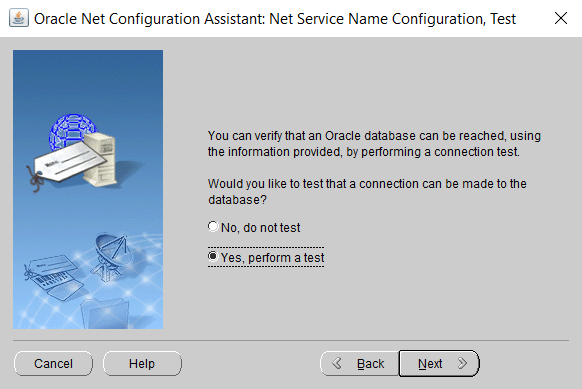 Oracle Net Configuration Assistant: Net Service Name Configuration, Test
You can verify that an Oracle database can be reached, using
the information provided, by performing a connection test.
Would you like to test that a connection can be made to the
database?
No, do not test
Yes, perform a test
Cancel
Help
Back
Next